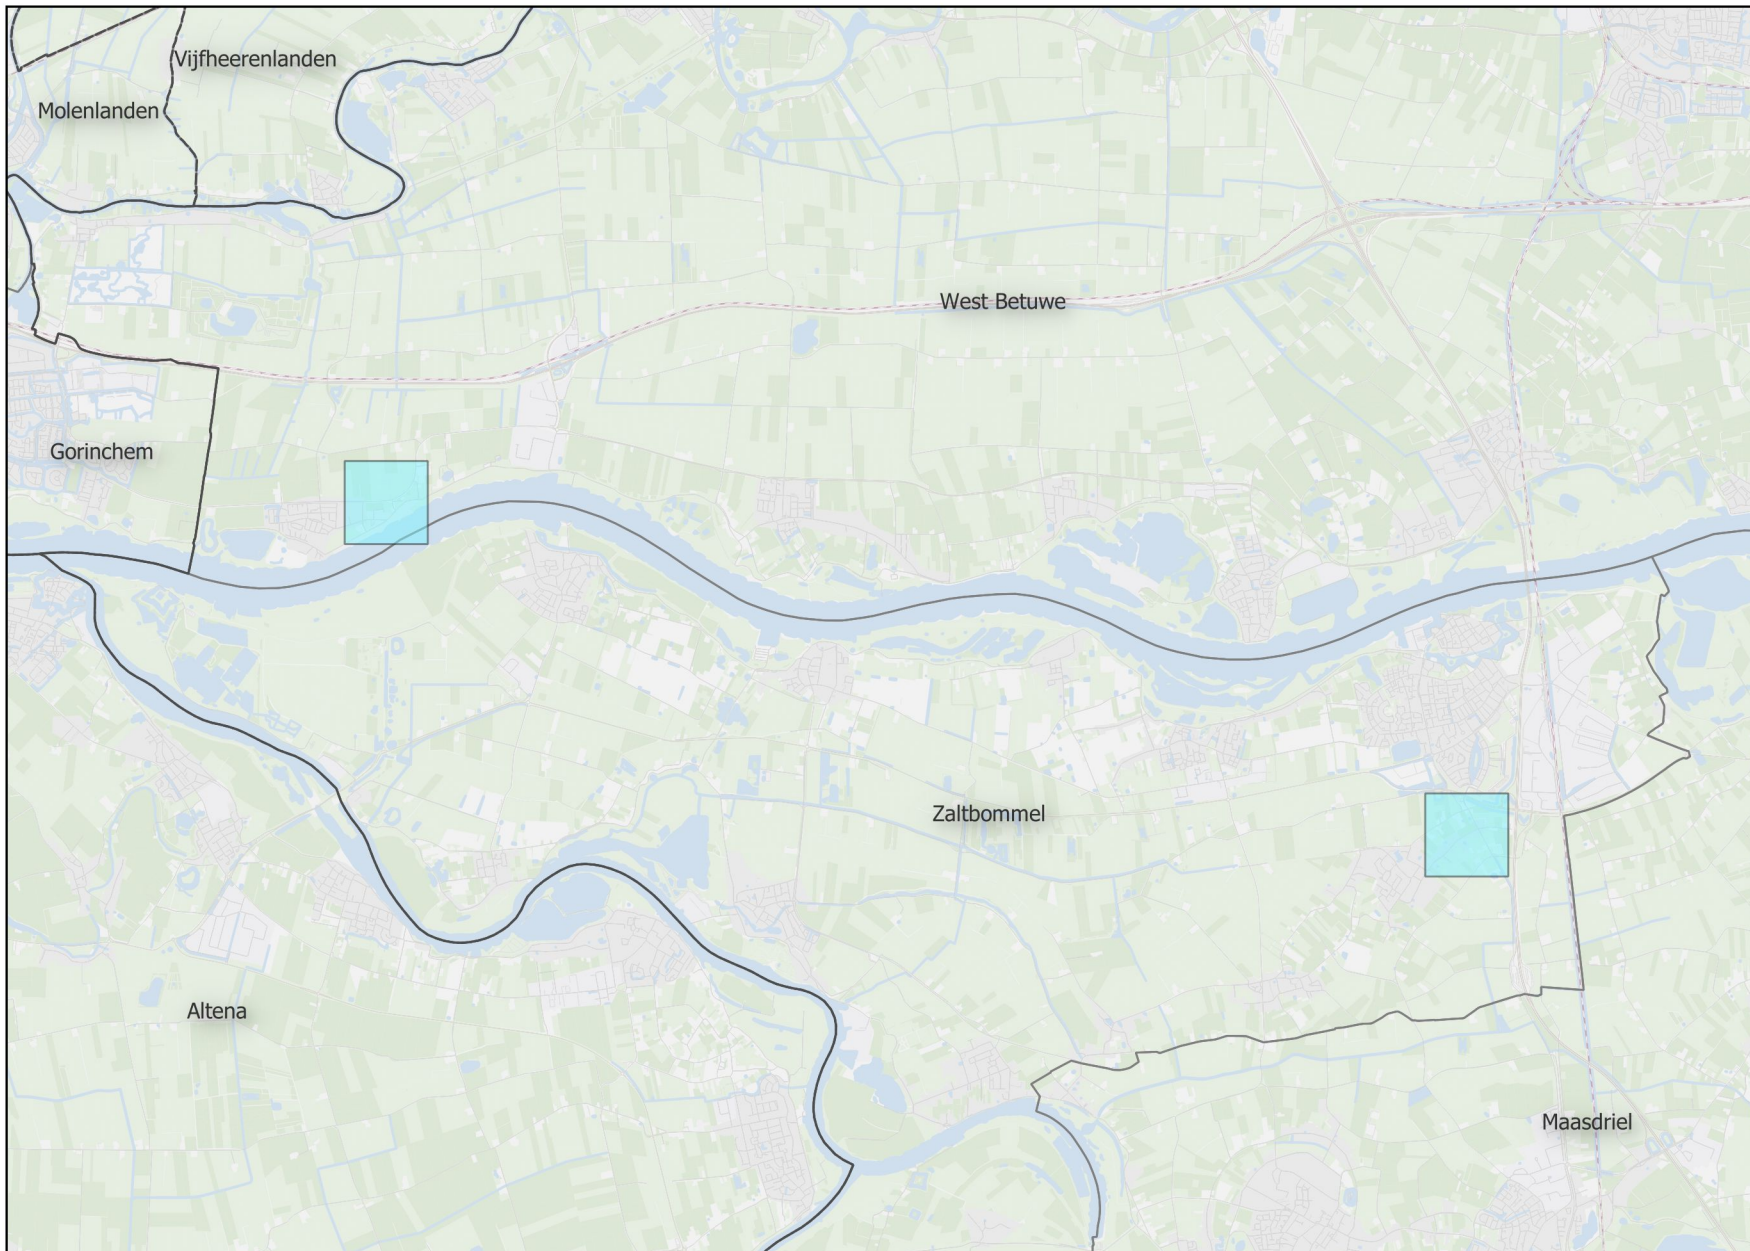 Vijfheerenlanden
Molenlanden
West Betuwe
Gorinchem
Zaltbommel
Altena
Maasdriel